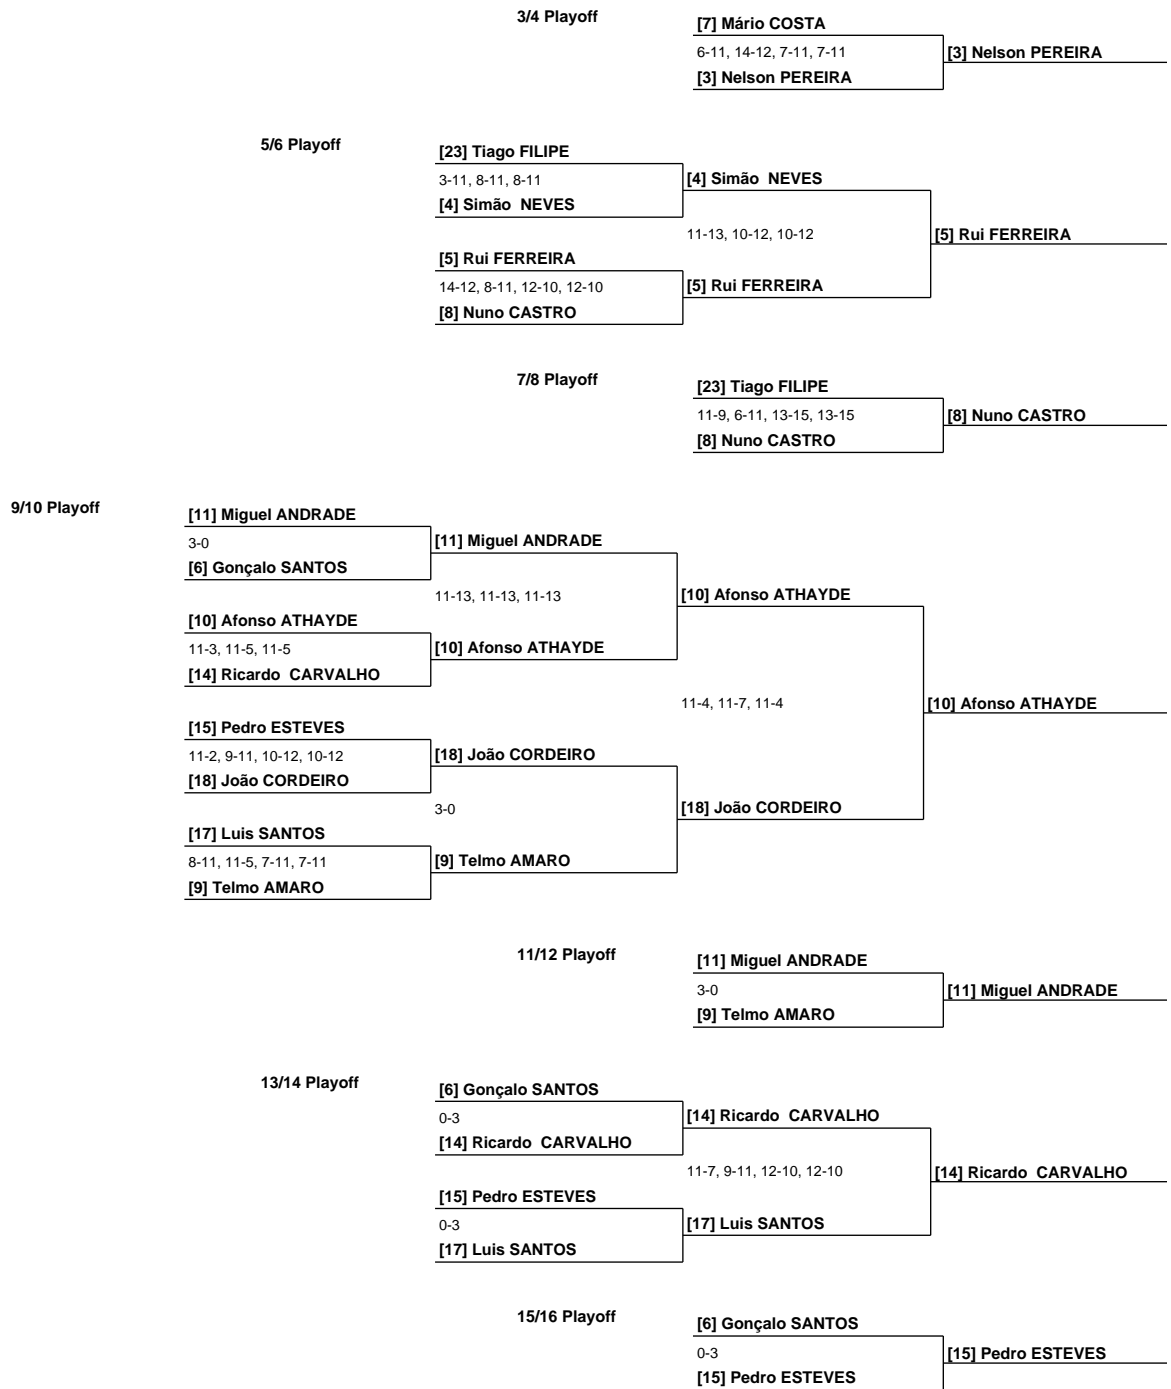 3/4 Playoff
[7] Mário COSTA
6-11, 14-12, 7-11, 7-11
[3] Nelson PEREIRA
[3] Nelson PEREIRA
5/6 Playoff
[23] Tiago FILIPE
3-11, 8-11, 8-11
[4] Simão  NEVES
[4] Simão  NEVES
11-13, 10-12, 10-12
[5] Rui FERREIRA
[5] Rui FERREIRA
14-12, 8-11, 12-10, 12-10
[5] Rui FERREIRA
[8] Nuno CASTRO
7/8 Playoff
[23] Tiago FILIPE
11-9, 6-11, 13-15, 13-15
[8] Nuno CASTRO
[8] Nuno CASTRO
9/10 Playoff
[11] Miguel ANDRADE
3-0
[11] Miguel ANDRADE
[6] Gonçalo SANTOS
11-13, 11-13, 11-13
[10] Afonso ATHAYDE
[10] Afonso ATHAYDE
11-3, 11-5, 11-5
[10] Afonso ATHAYDE
[14] Ricardo  CARVALHO
11-4, 11-7, 11-4
[10] Afonso ATHAYDE
[15] Pedro ESTEVES
11-2, 9-11, 10-12, 10-12
[18] João CORDEIRO
[18] João CORDEIRO
3-0
[18] João CORDEIRO
[17] Luis SANTOS
8-11, 11-5, 7-11, 7-11
[9] Telmo AMARO
[9] Telmo AMARO
11/12 Playoff
[11] Miguel ANDRADE
3-0
[11] Miguel ANDRADE
[9] Telmo AMARO
13/14 Playoff
[6] Gonçalo SANTOS
0-3
[14] Ricardo  CARVALHO
[14] Ricardo  CARVALHO
11-7, 9-11, 12-10, 12-10
[14] Ricardo  CARVALHO
[15] Pedro ESTEVES
0-3
[17] Luis SANTOS
[17] Luis SANTOS
15/16 Playoff
[6] Gonçalo SANTOS
0-3
[15] Pedro ESTEVES
[15] Pedro ESTEVES